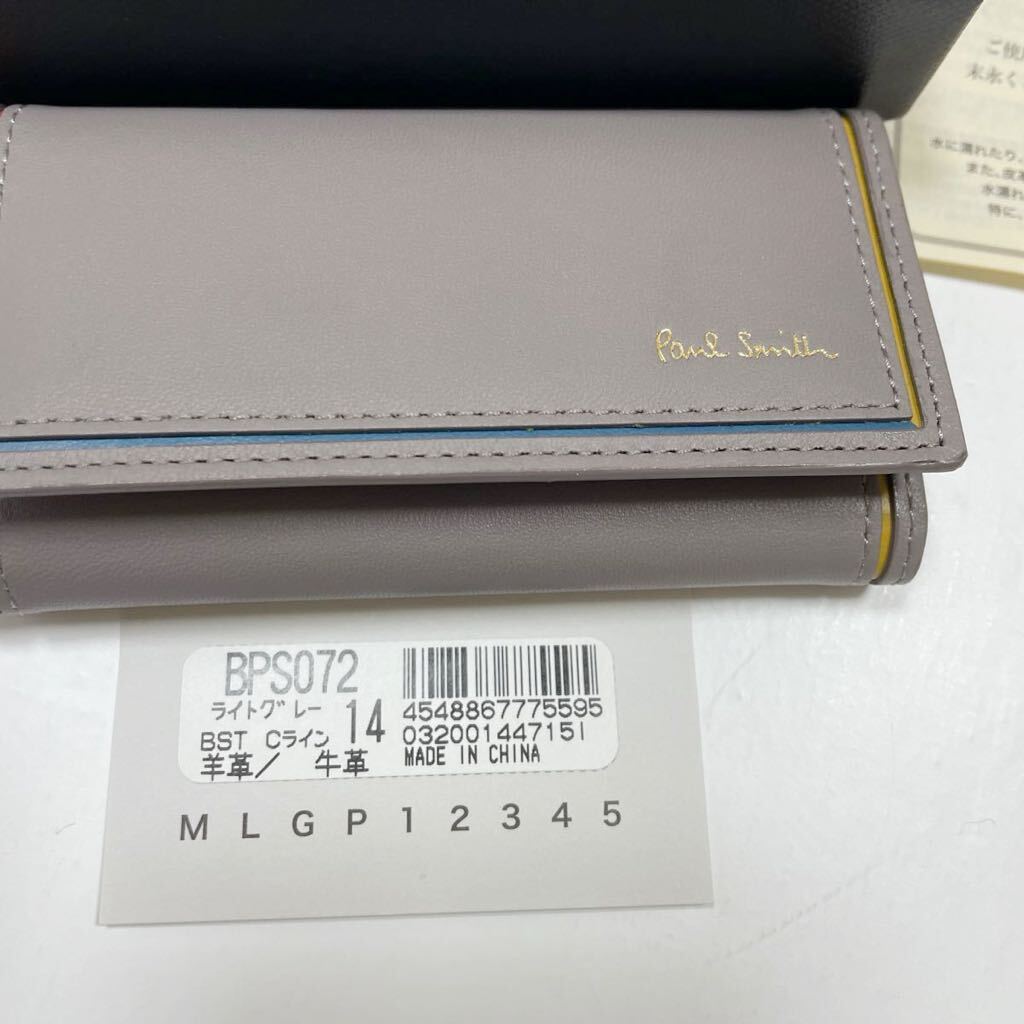 ご使
末永く
水に濡れたり、
また、皮革
水濡れ
特に、
Paul Smith
BPS072
ライトグレー 14
BST Cライン
羊革/ 牛革
4548867775595
032001447151
MADE IN CHINA
M L G P 1 2 3 4 5